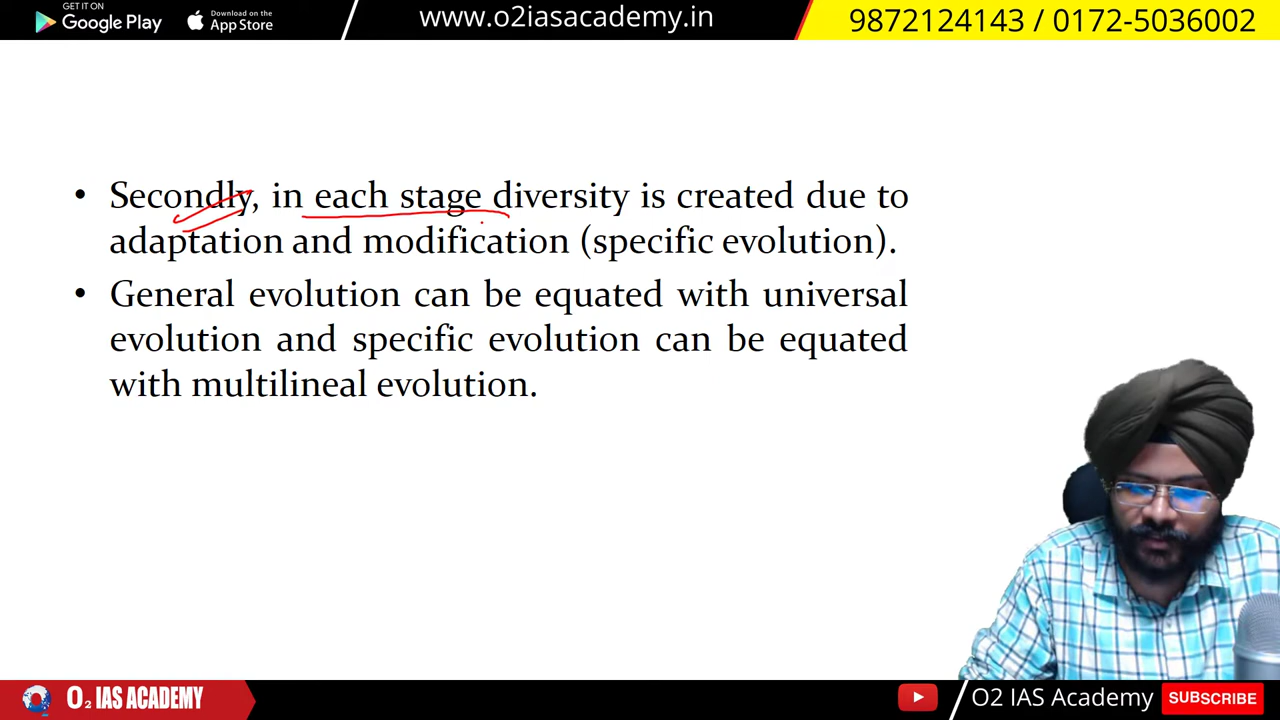 GET IT ON
Google Play
Download on the
App Store
www.o2iasacademy.in
9872124143 / 0172-5036002
• Secondly, in each stage diversity is created due to
adaptation and modification (specific evolution).
• General evolution can be equated with universal
evolution and specific evolution can be equated
with multilineal evolution.
O2 IAS ACADEMY
O2 IAS Academy
SUBSCRIBE